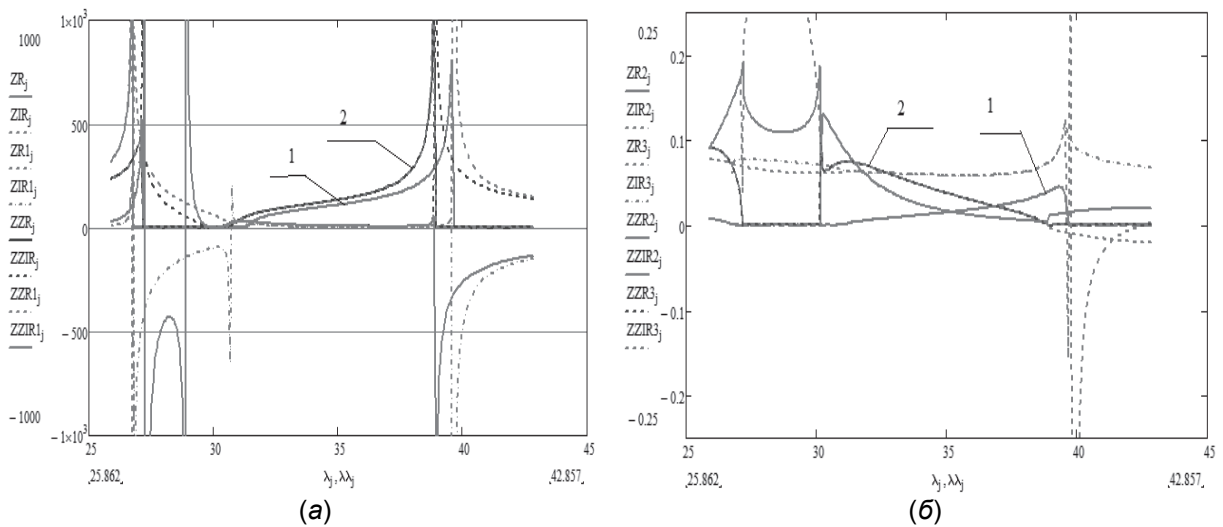 1×10³
1000
500
0
−500
−1000
−1×10³
ZR_j
ZIR_j
ZR1_j
ZIR1_j
ZZR_j
ZZIR_j
ZZR1_j
ZZIR1_j
2
1
25 30 35 40 45
25.862
λ_j , λλ_j
42.857
(а)
0.25
0.2
0.1
0
−0.1
−0.2
−0.25
ZR2_j
ZIR2_j
ZR3_j
ZIR3_j
ZZR2_j
ZZIR2_j
ZZR3_j
ZZIR3_j
2
1
25 30 35 40 45
25.862
λ_j , λλ_j
42.857
(б)